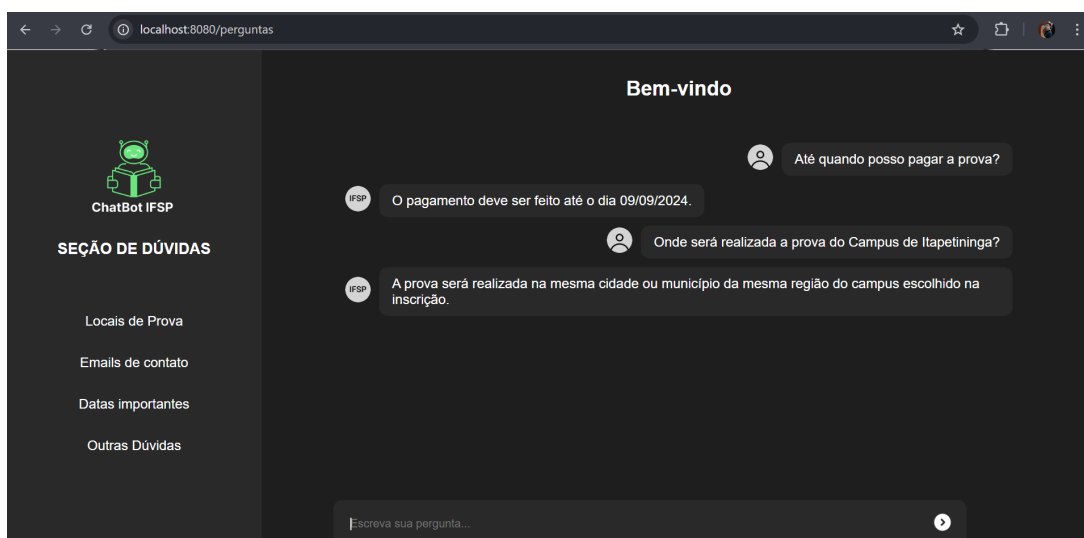 localhost:8080/perguntas
ChatBot IFSP
SEÇÃO DE DÚVIDAS
Locais de Prova
Emails de contato
Datas importantes
Outras Dúvidas
Bem-vindo
Até quando posso pagar a prova?
IFSP
O pagamento deve ser feito até o dia 09/09/2024.
Onde será realizada a prova do Campus de Itapetininga?
IFSP
A prova será realizada na mesma cidade ou município da mesma região do campus escolhido na
inscrição.
Escreva sua pergunta...